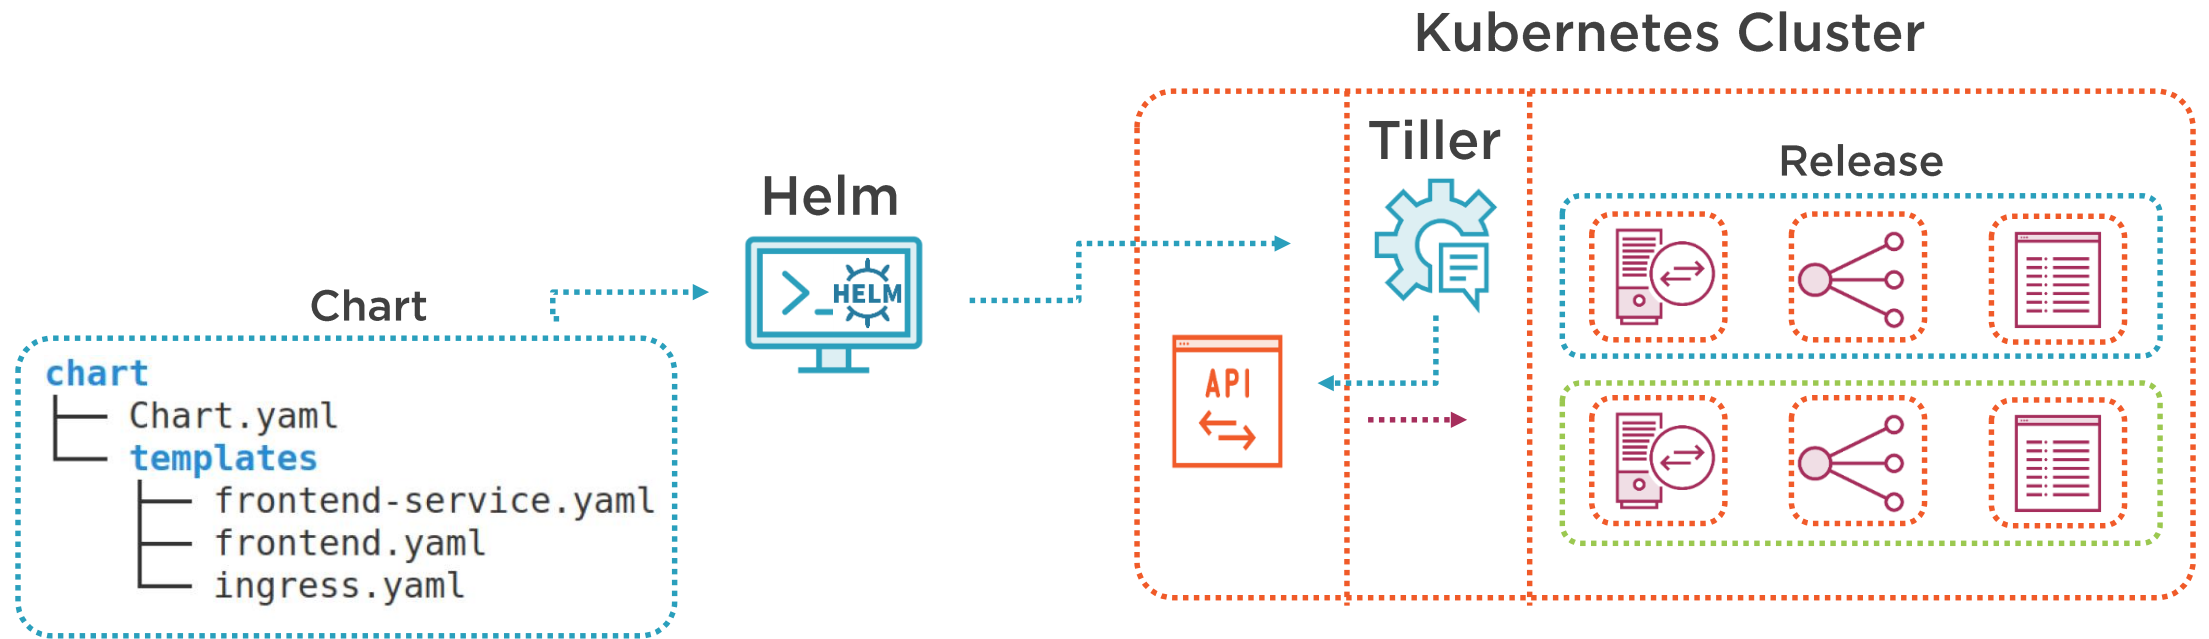 Kubernetes Cluster
Tiller
Release
Helm
>_ HELM
Chart
chart
Chart.yaml
templates
frontend-service.yaml
frontend.yaml
ingress.yaml
API